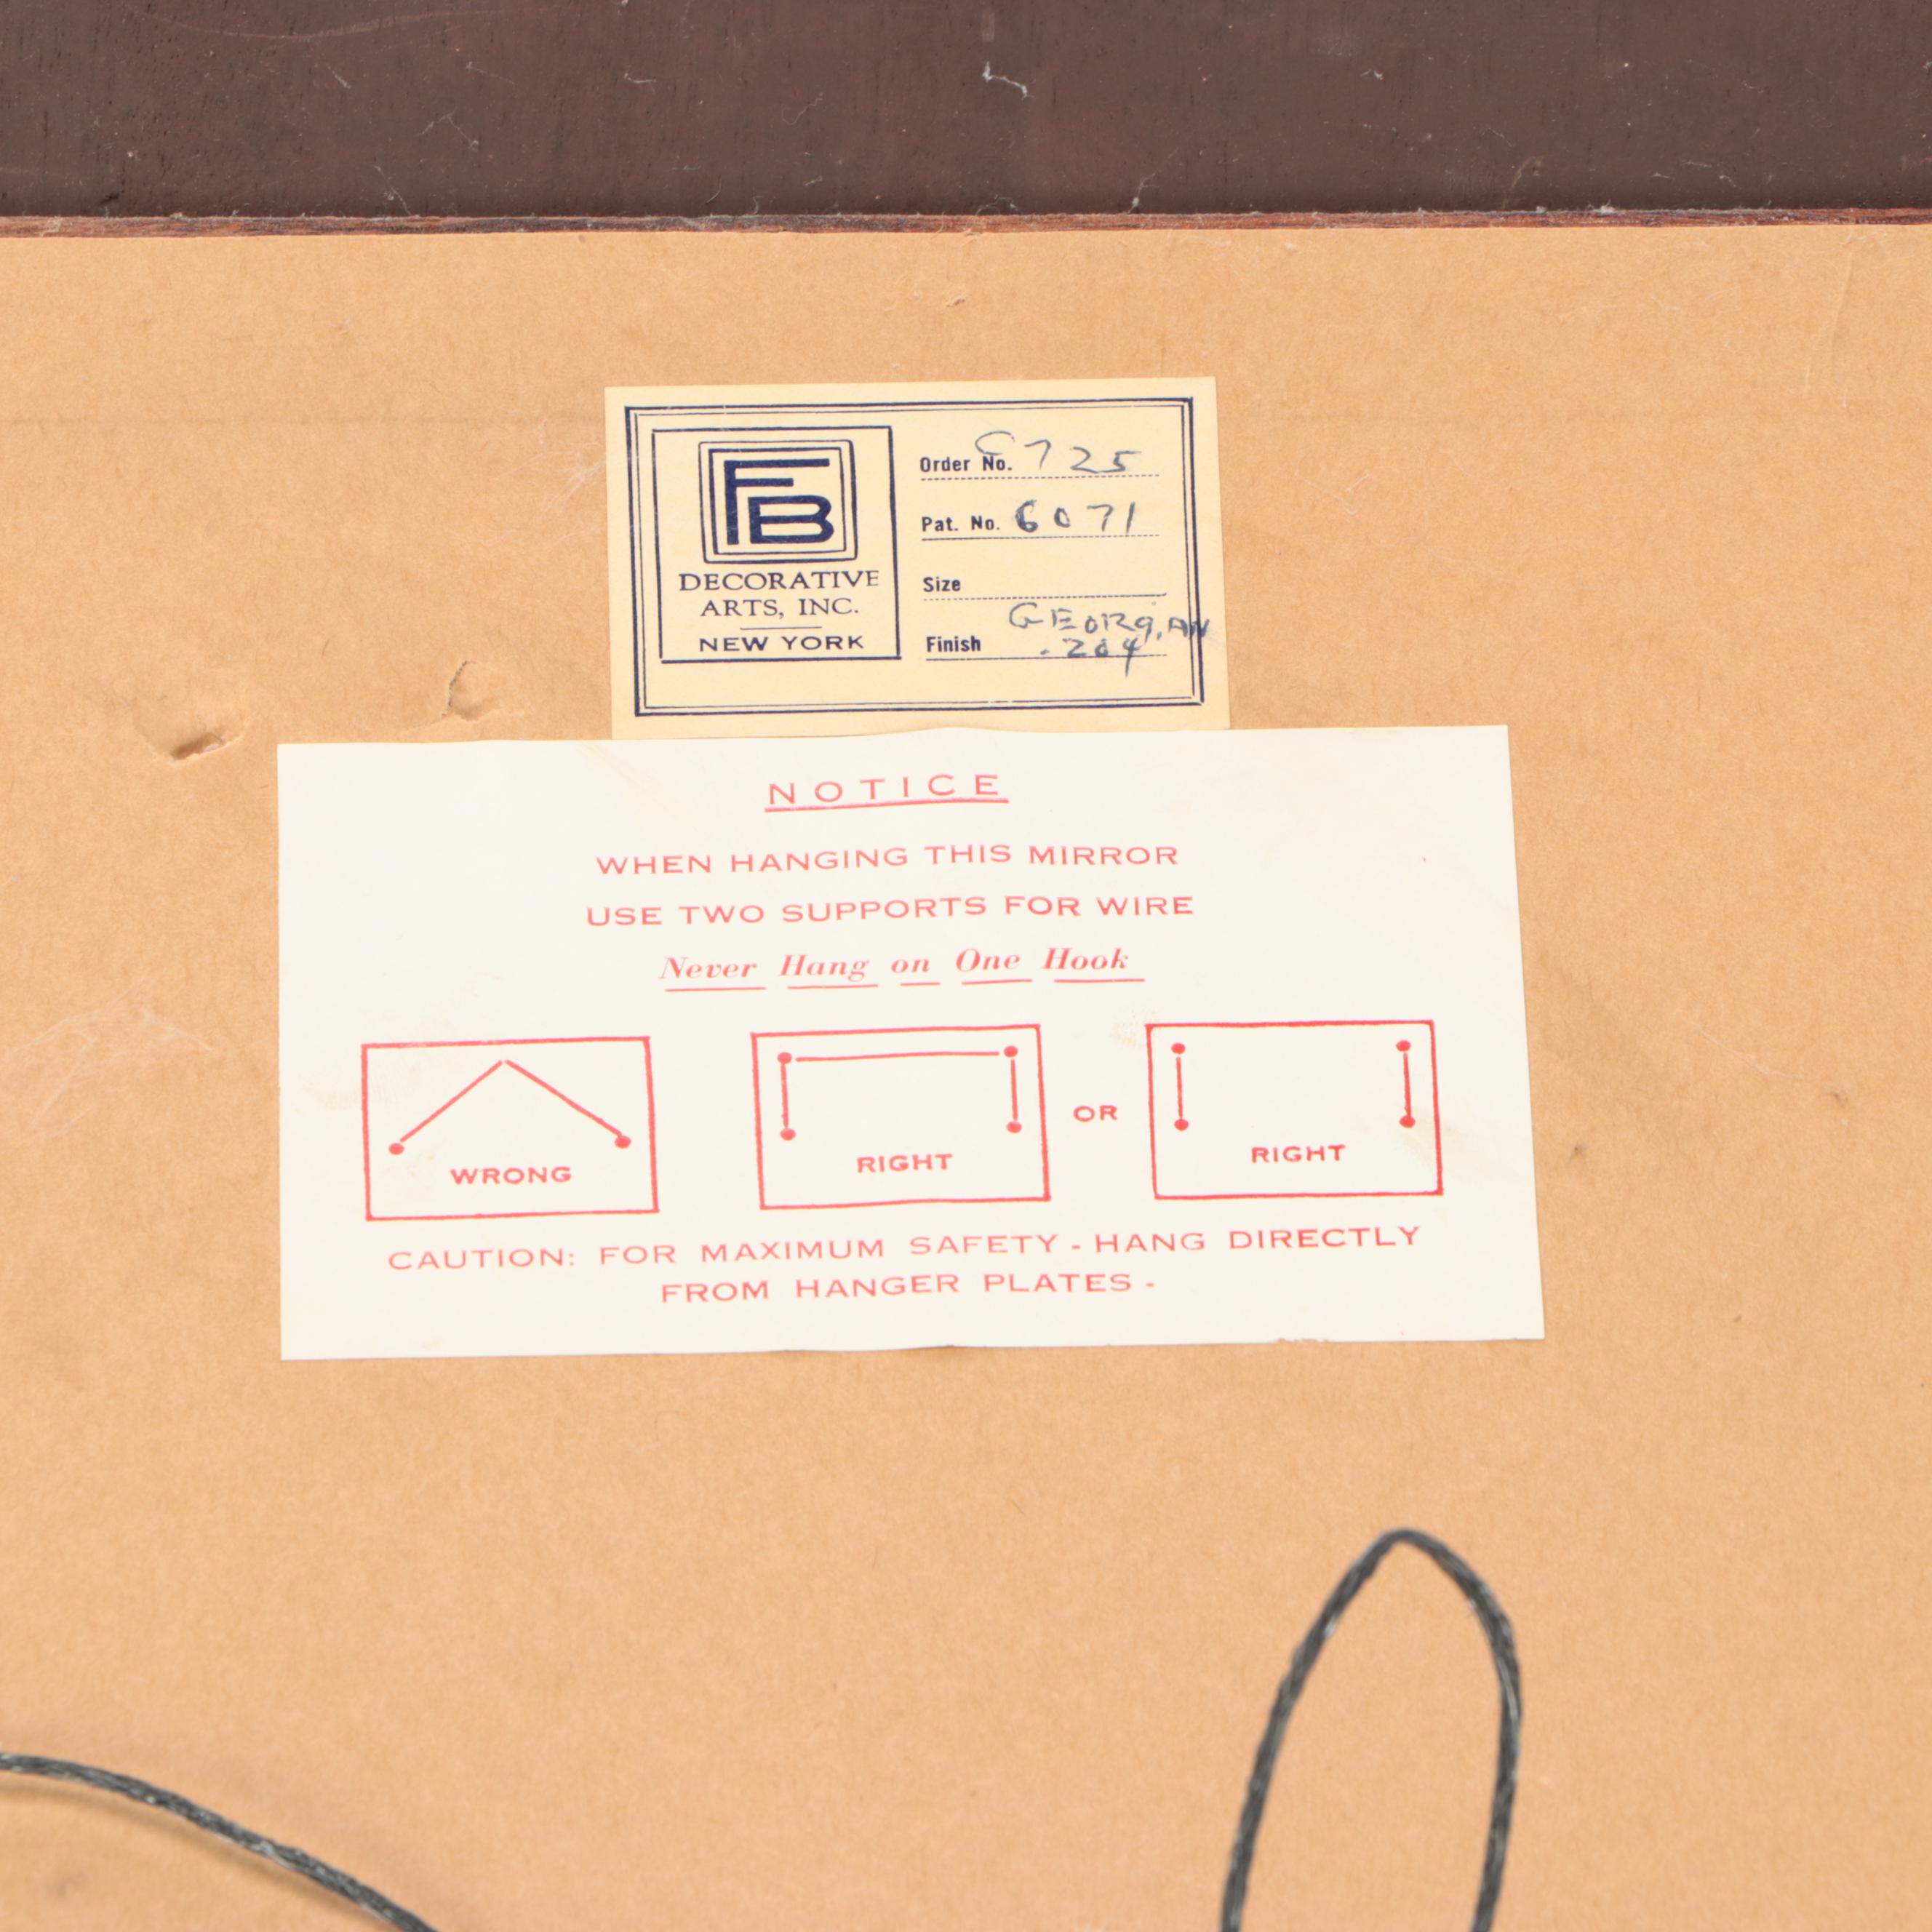 FB
DECORATIVE
ARTS, INC.
NEW YORK
Order No. C725
Pat. No. 6071
Size
Finish GEORGIAN
.204
NOTICE
WHEN HANGING THIS MIRROR
USE TWO SUPPORTS FOR WIRE
Never Hang on One Hook
WRONG
RIGHT
OR
RIGHT
CAUTION: FOR MAXIMUM SAFETY - HANG DIRECTLY
FROM HANGER PLATES -